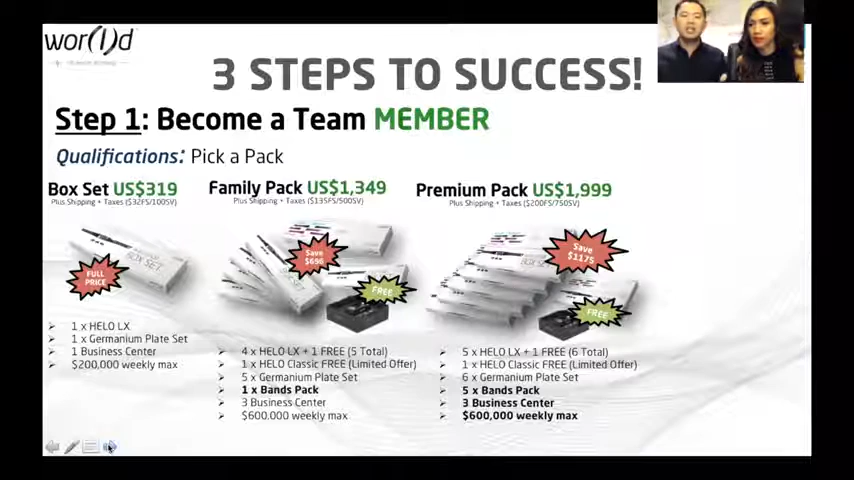 wor(l)d
3 STEPS TO SUCCESS!
Step 1: Become a Team MEMBER
Qualifications: Pick a Pack
Box Set US$319
Plus Shipping + Taxes ($32FS/100SV)
FULL
PRICE
1 x HELO LX
1 x Germanium Plate Set
1 Business Center
$200,000 weekly max
Family Pack US$1,349
Plus Shipping + Taxes ($135FS/500SV)
Save
FREE
4 x HELO LX + 1 FREE (5 Total)
1 x HELO Classic FREE (Limited Offer)
5 x Germanium Plate Set
1 x Bands Pack
3 Business Center
$600.000 weekly max
Premium Pack US$1,999
Plus Shipping + Taxes ($200FS/750SV)
Save
$1175
FREE
5 x HELO LX + 1 FREE (6 Total)
1 x HELO Classic FREE (Limited Offer)
6 x Germanium Plate Set
5 x Bands Pack
3 Business Center
$600,000 weekly max